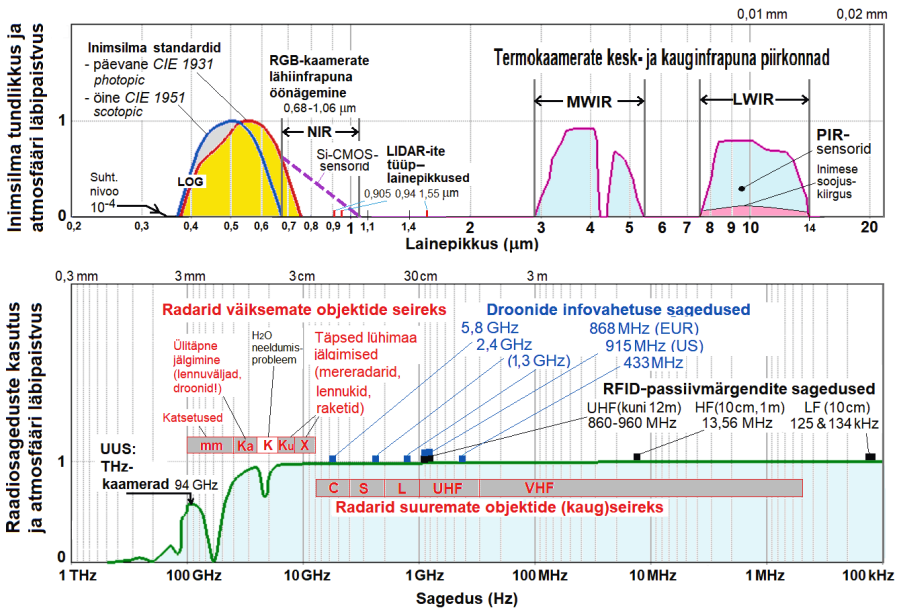 0,01 mm 0,02 mm
Inimsilma tundlikkus ja
atmosfääri läbipaistvus
Inimsilma standardid
- päevane CIE 1931
photopic
- öine CIE 1951
scotopic
RGB-kaamerate
lähiinfrapuna
öönägemine
0,68-1,06 µm
NIR
Si-CMOS-
sensorid
LIDAR-ite
tüüp–
lainepikkused
0,905 0,94 1,55 µm
Termokaamerate kesk- ja kauginfrapuna piirkonnad
MWIR
LWIR
PIR-
sensorid
Inimese
soojus-
kiirgus
LOG
Suht.
nivoo
10-4
1
0
0,2 0,3 0,4 0,5 0,6 0,7 0,8 0,9 1 1,1 1,4 2 3 4 5 6 7 8 9 10 14 20
Lainepikkus (µm)
0,3 mm 3 mm 3 cm 30 cm 3 m
Raadiosageduste kasutus
ja atmosfääri läbipaistvus
Radarid väiksemate objektide seireks
Ülitäpne
jälgimine
(lennuväljad,
droonid!)
Katsetused
H2O
neeldumis-
probleem
Täpsed lühimaa
jälgimised
(mereradarid,
lennukid,
raketid)
mm Ka K Ku X
Droonide infovahetuse sagedused
5,8 GHz
2,4 GHz
(1,3 GHz)
868 MHz (EUR)
915 MHz (US)
433 MHz
RFID-passiivmärgendite sagedused
UHF(kuni 12m)
860-960 MHz
HF(10 cm, 1m)
13,56 MHz
LF (10 cm)
125 & 134 kHz
UUS:
THz-
kaamerad
94 GHz
C S L UHF VHF
Radarid suuremate objektide (kaug)seireks
1
0
1 THz 100 GHz 10 GHz 1 GHz 100 MHz 10 MHz 1 MHz 100 kHz
Sagedus (Hz)